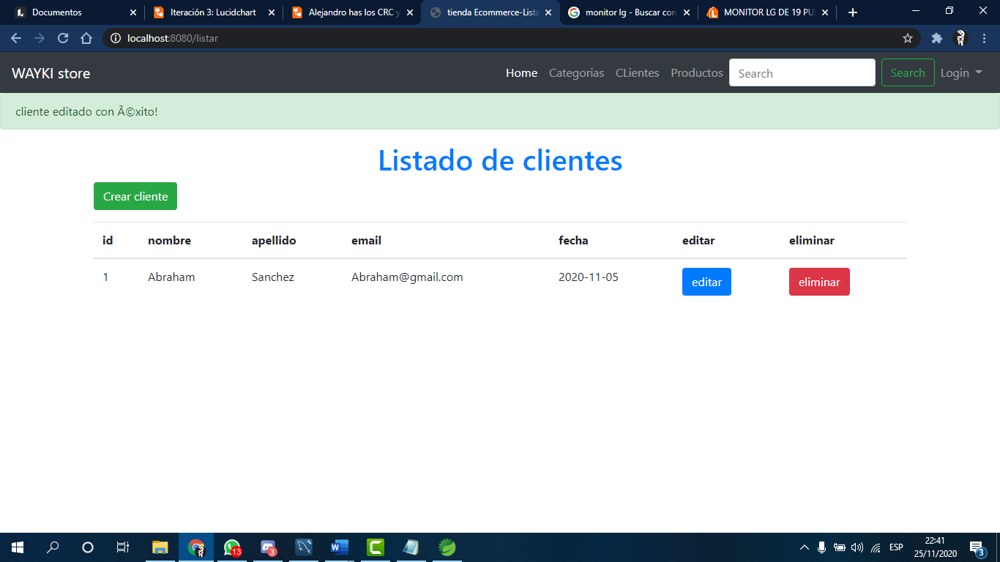 Documentos
Iteración 3: Lucidchart
Alejandro has los CRC y
tienda Ecommerce-Lista
monitor lg - Buscar con
MONITOR LG DE 19 PU
localhost:8080/listar
WAYKI store
Home Categorias CLientes Productos Search Search Login
cliente editado con Ã©xito!
Listado de clientes
Crear cliente
id nombre apellido email fecha editar eliminar
1 Abraham Sanchez Abraham@gmail.com 2020-11-05 editar eliminar
13
3
ESP
22:41
25/11/2020
3